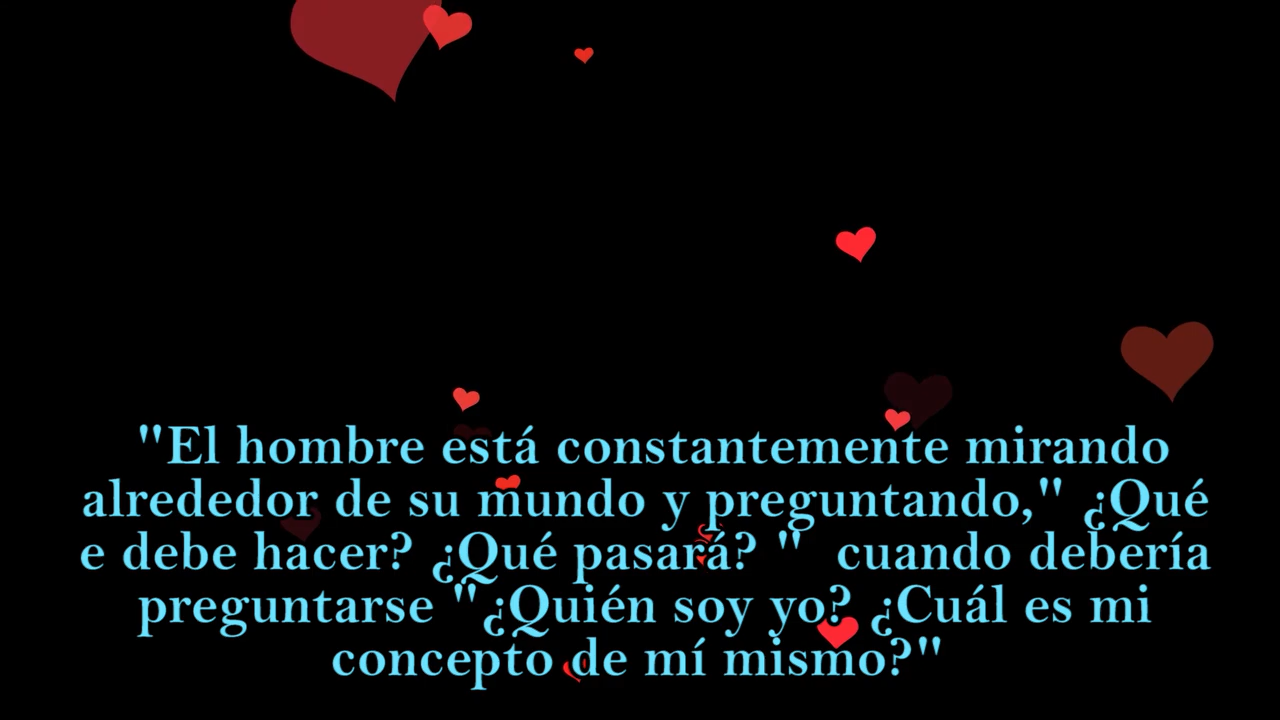 "El hombre está constantemente mirando
alrededor de su mundo y preguntando," ¿Qué
e debe hacer? ¿Qué pasará? " cuando debería
preguntarse "¿Quién soy yo? ¿Cuál es mi
concepto de mí mismo?"